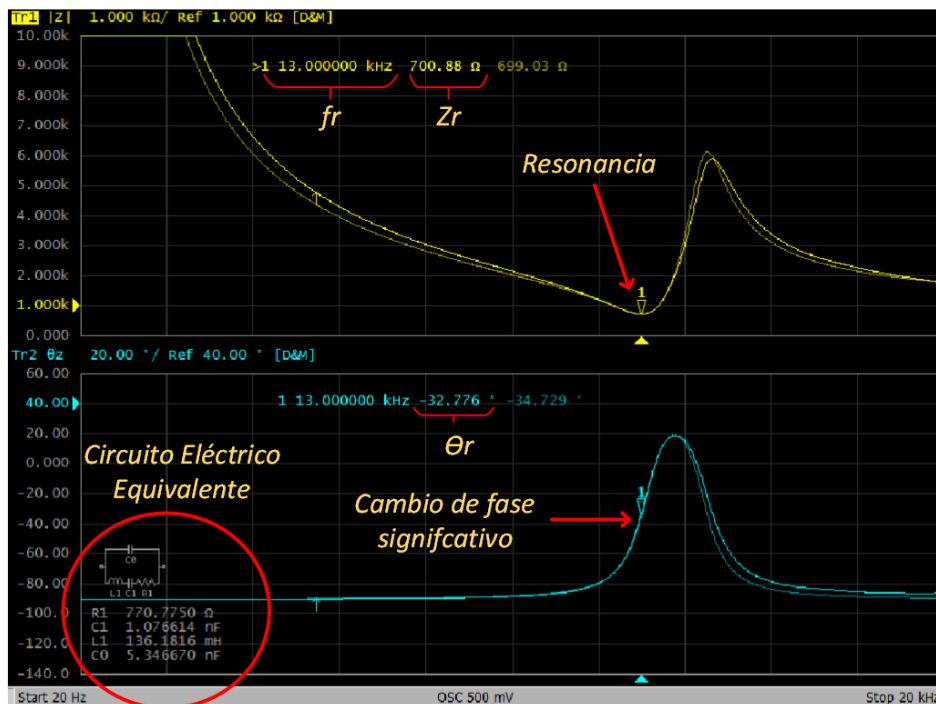 Tr1 |Z| 1.000 kΩ/ Ref 1.000 kΩ [D&M]
10.00k
9.000k
8.000k
7.000k
6.000k
5.000k
4.000k
3.000k
2.000k
1.000k
0.000
>1 13.000000 kHz 700.88 Ω 699.03 Ω
fr Zr
Resonancia
1
Tr2 θz 20.00 °/ Ref 40.00 ° [D&M]
60.00
40.00
20.00
0.000
-20.00
-40.00
-60.00
-80.00
-100.0
-120.0
-140.0
1 13.000000 kHz -32.776 ° -34.729 °
Θr
Circuito Eléctrico
Equivalente
1
Cambio de fase
signifcativo
C0
L1 C1 R1
R1 770.7750 Ω
C1 1.076614 nF
L1 136.1816 mH
C0 5.346670 nF
Start 20 Hz OSC 500 mV Stop 20 kHz